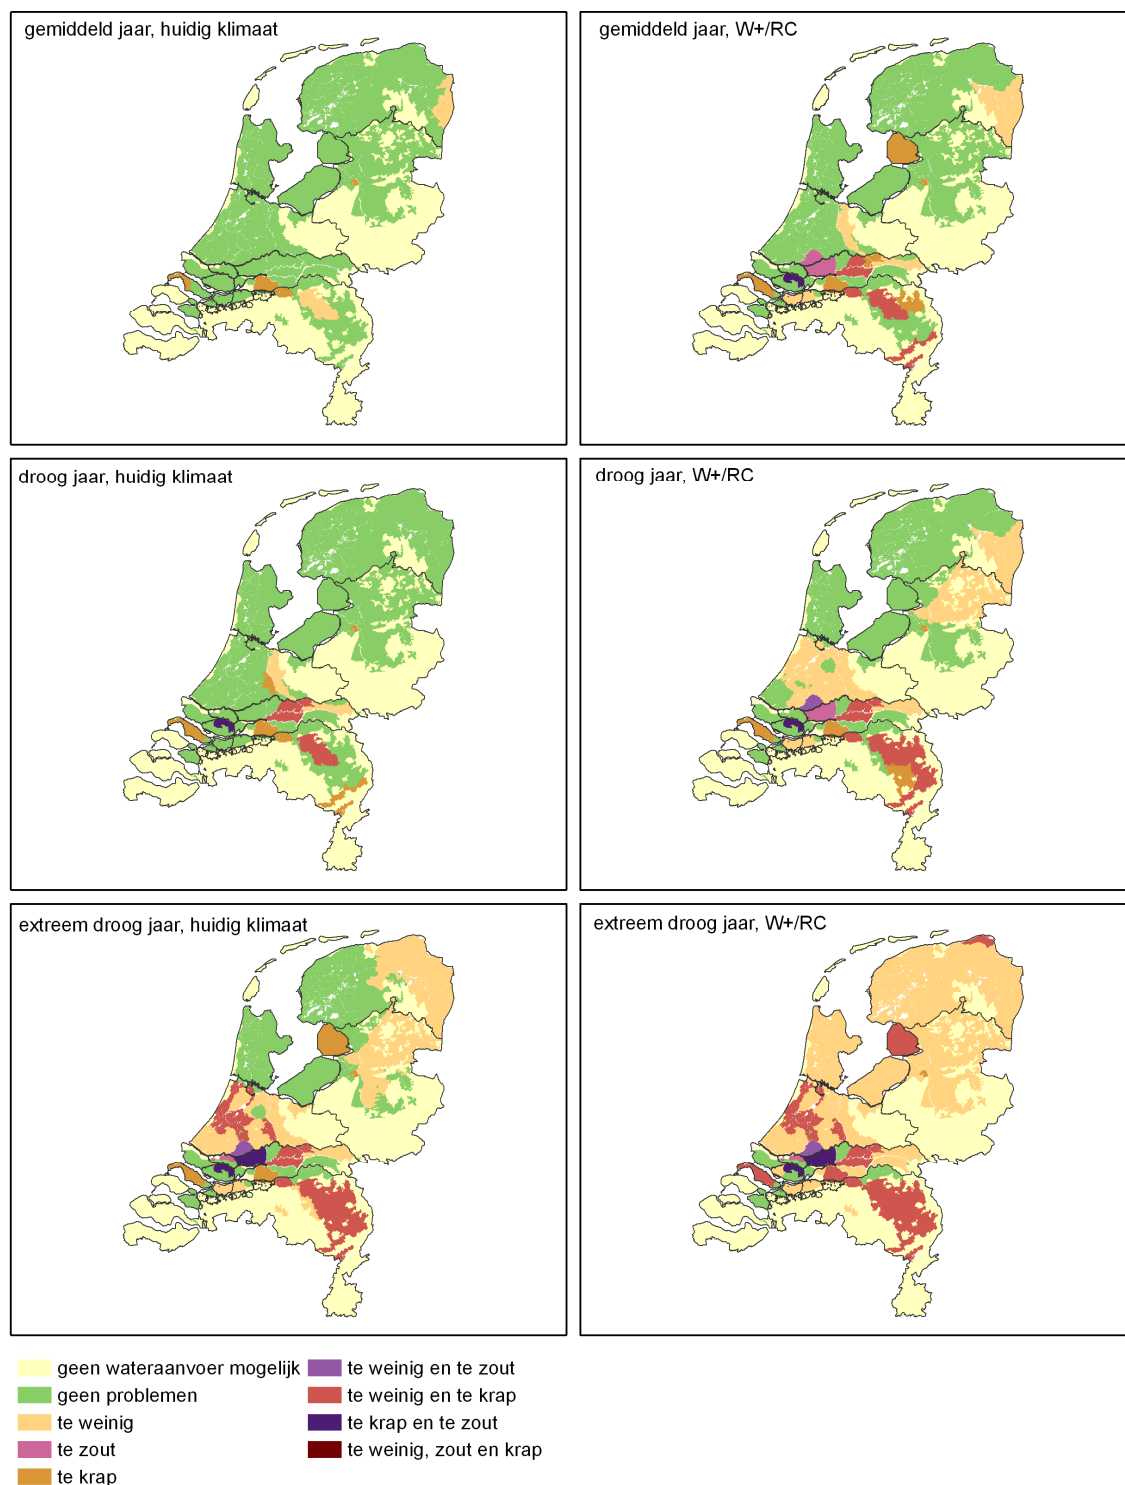 gemiddeld jaar, huidig klimaat
gemiddeld jaar, W+/RC
droog jaar, huidig klimaat
droog jaar, W+/RC
extreem droog jaar, huidig klimaat
extreem droog jaar, W+/RC
geen wateraanvoer mogelijk
geen problemen
te weinig
te zout
te krap
te weinig en te zout
te weinig en te krap
te krap en te zout
te weinig, zout en krap